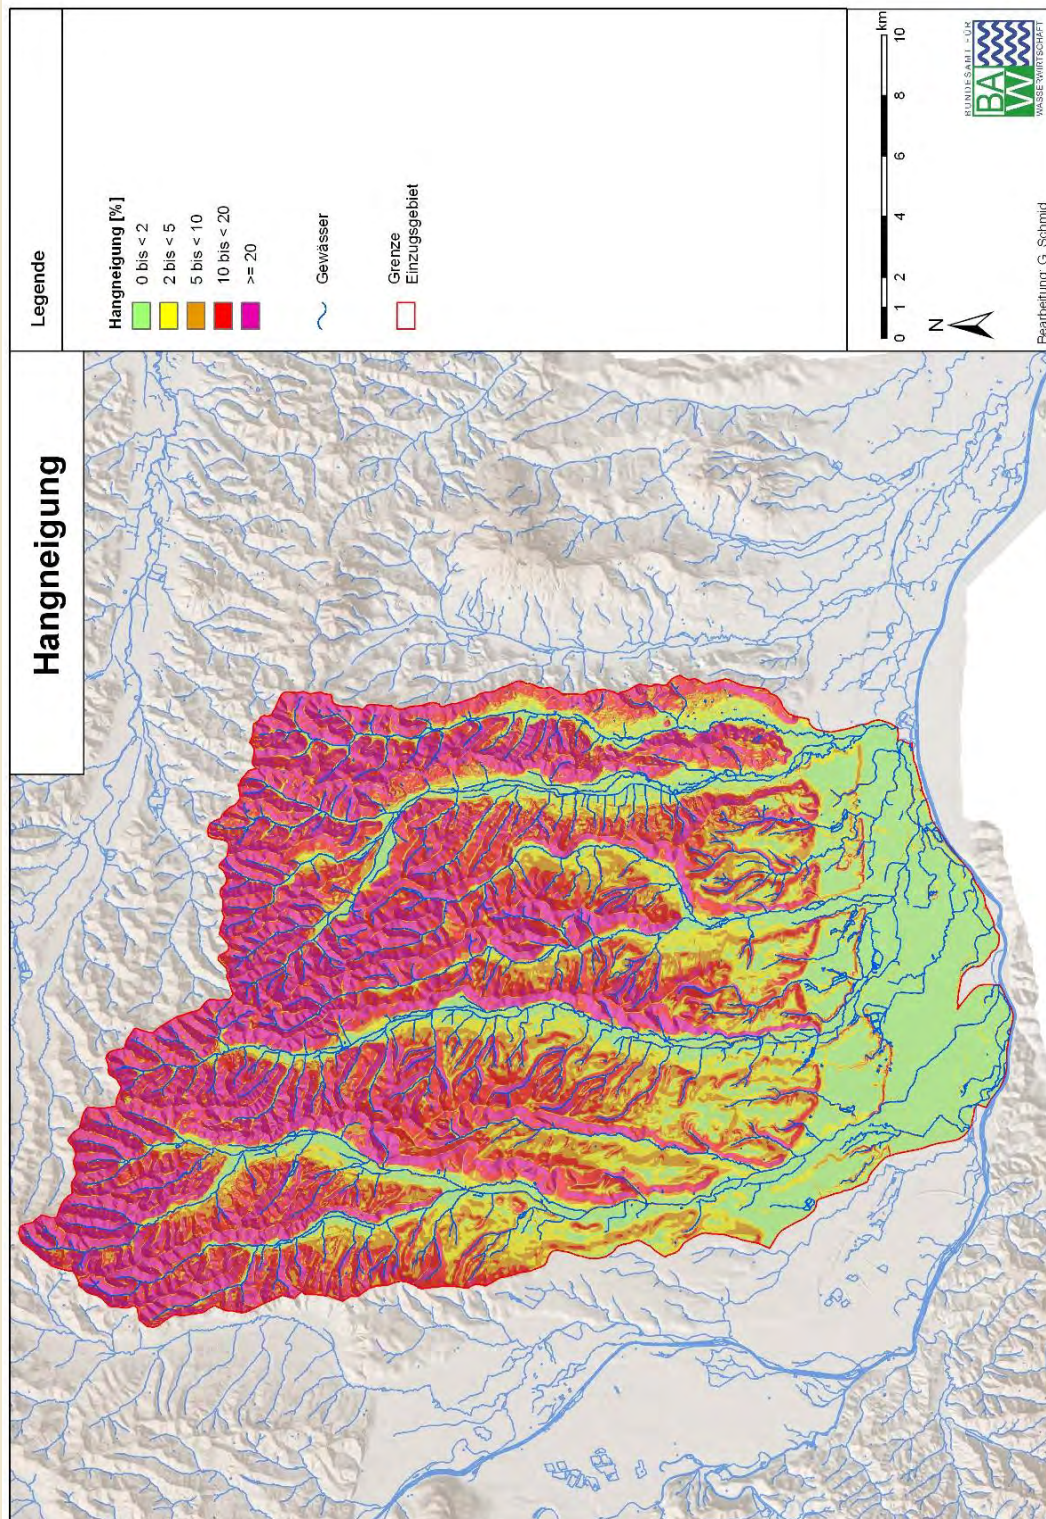 Hangneigung
Legende
Hangneigung [%]
0 bis < 2
2 bis < 5
5 bis < 10
10 bis < 20
>= 20
Gewässer
Grenze
Einzugsgebiet
km
0 1 2 4 6 8 10
N
BUNDESAMT FÜR
BA
W
WASSERWIRTSCHAFT
Bearbeitung: G. Schmid